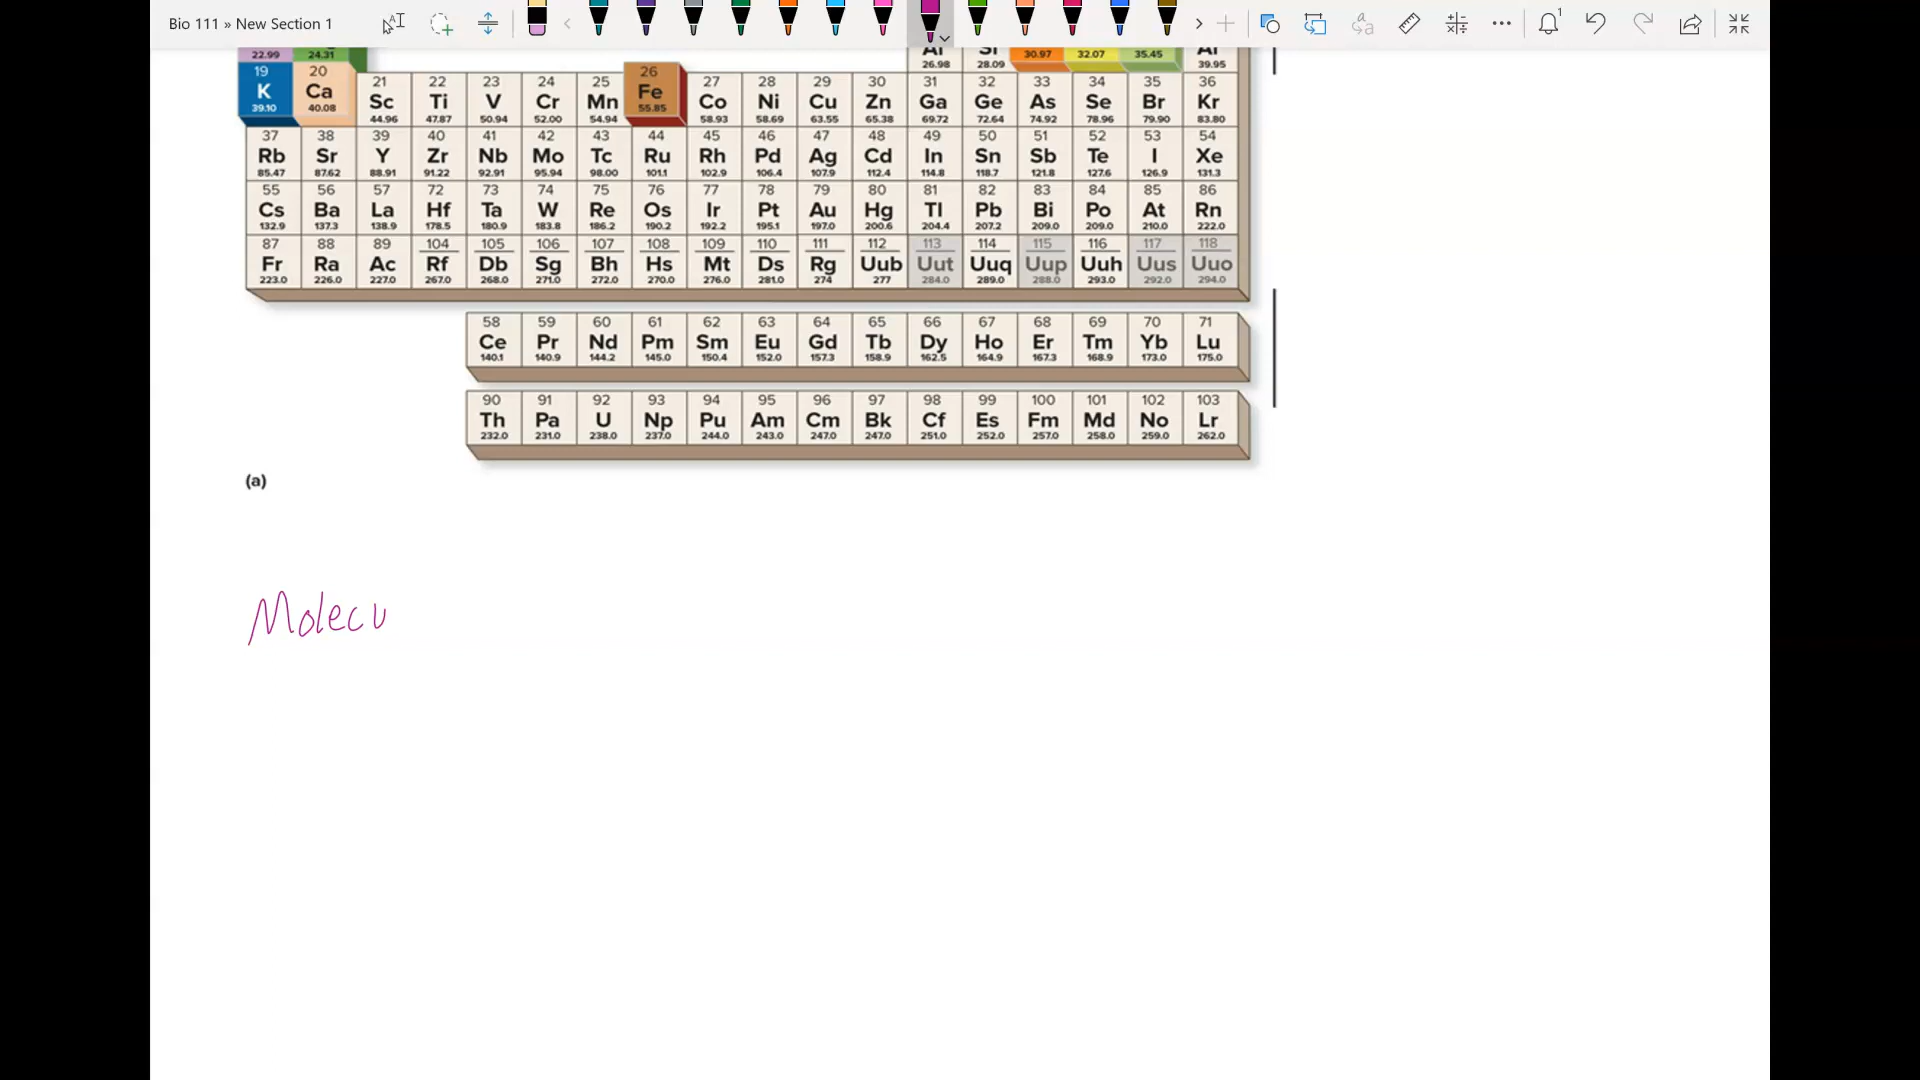 Bio 111 » New Section 1
1
22.99 24.31 Al Si 30.97 32.07 35.45 Ar
26.98 28.09 39.95
19 20 21 22 23 24 25 26 27 28 29 30 31 32 33 34 35 36
K Ca Sc Ti V Cr Mn Fe Co Ni Cu Zn Ga Ge As Se Br Kr
39.10 40.08 44.96 47.87 50.94 52.00 54.94 55.85 58.93 58.69 63.55 65.38 69.72 72.64 74.92 78.96 79.90 83.80
37 38 39 40 41 42 43 44 45 46 47 48 49 50 51 52 53 54
Rb Sr Y Zr Nb Mo Tc Ru Rh Pd Ag Cd In Sn Sb Te I Xe
85.47 87.62 88.91 91.22 92.91 95.94 98.00 101.1 102.9 106.4 107.9 112.4 114.8 118.7 121.8 127.6 126.9 131.3
55 56 57 72 73 74 75 76 77 78 79 80 81 82 83 84 85 86
Cs Ba La Hf Ta W Re Os Ir Pt Au Hg Tl Pb Bi Po At Rn
132.9 137.3 138.9 178.5 180.9 183.8 186.2 190.2 192.2 195.1 197.0 200.6 204.4 207.2 209.0 209.0 210.0 222.0
87 88 89 104 105 106 107 108 109 110 111 112 113 114 115 116 117 118
Fr Ra Ac Rf Db Sg Bh Hs Mt Ds Rg Uub Uut Uuq Uup Uuh Uus Uuo
223.0 226.0 227.0 267.0 268.0 271.0 272.0 270.0 276.0 281.0 274 277 284.0 289.0 288.0 293.0 292.0 294.0
58 59 60 61 62 63 64 65 66 67 68 69 70 71
Ce Pr Nd Pm Sm Eu Gd Tb Dy Ho Er Tm Yb Lu
140.1 140.9 144.2 145.0 150.4 152.0 157.3 158.9 162.5 164.9 167.3 168.9 173.0 175.0
90 91 92 93 94 95 96 97 98 99 100 101 102 103
Th Pa U Np Pu Am Cm Bk Cf Es Fm Md No Lr
232.0 231.0 238.0 237.0 244.0 243.0 247.0 247.0 251.0 252.0 257.0 258.0 259.0 262.0
(a)
Molecu